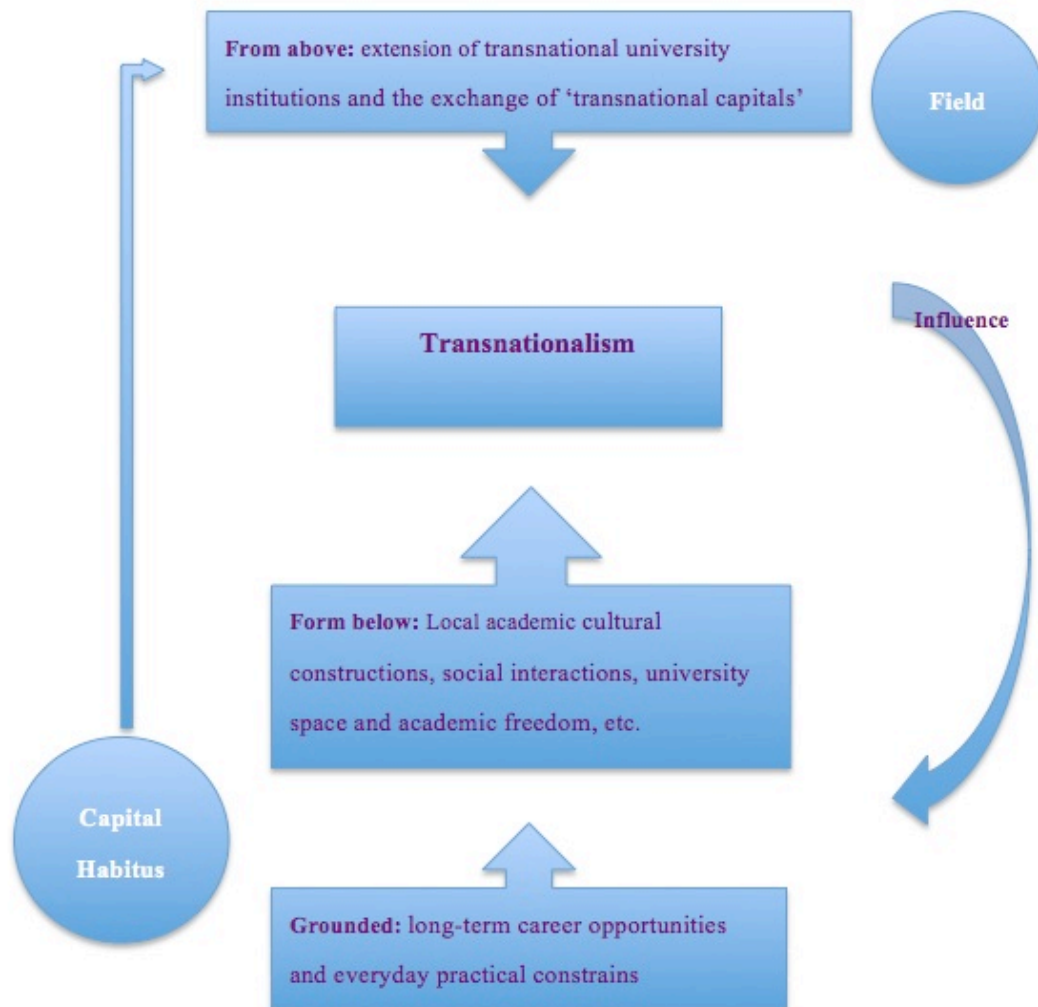 From above: extension of transnational university
institutions and the exchange of ‘transnational capitals’
Field
Transnationalism
Influence
Form below: Local academic cultural
constructions, social interactions, university
space and academic freedom, etc.
Capital
Habitus
Grounded: long-term career opportunities
and everyday practical constrains